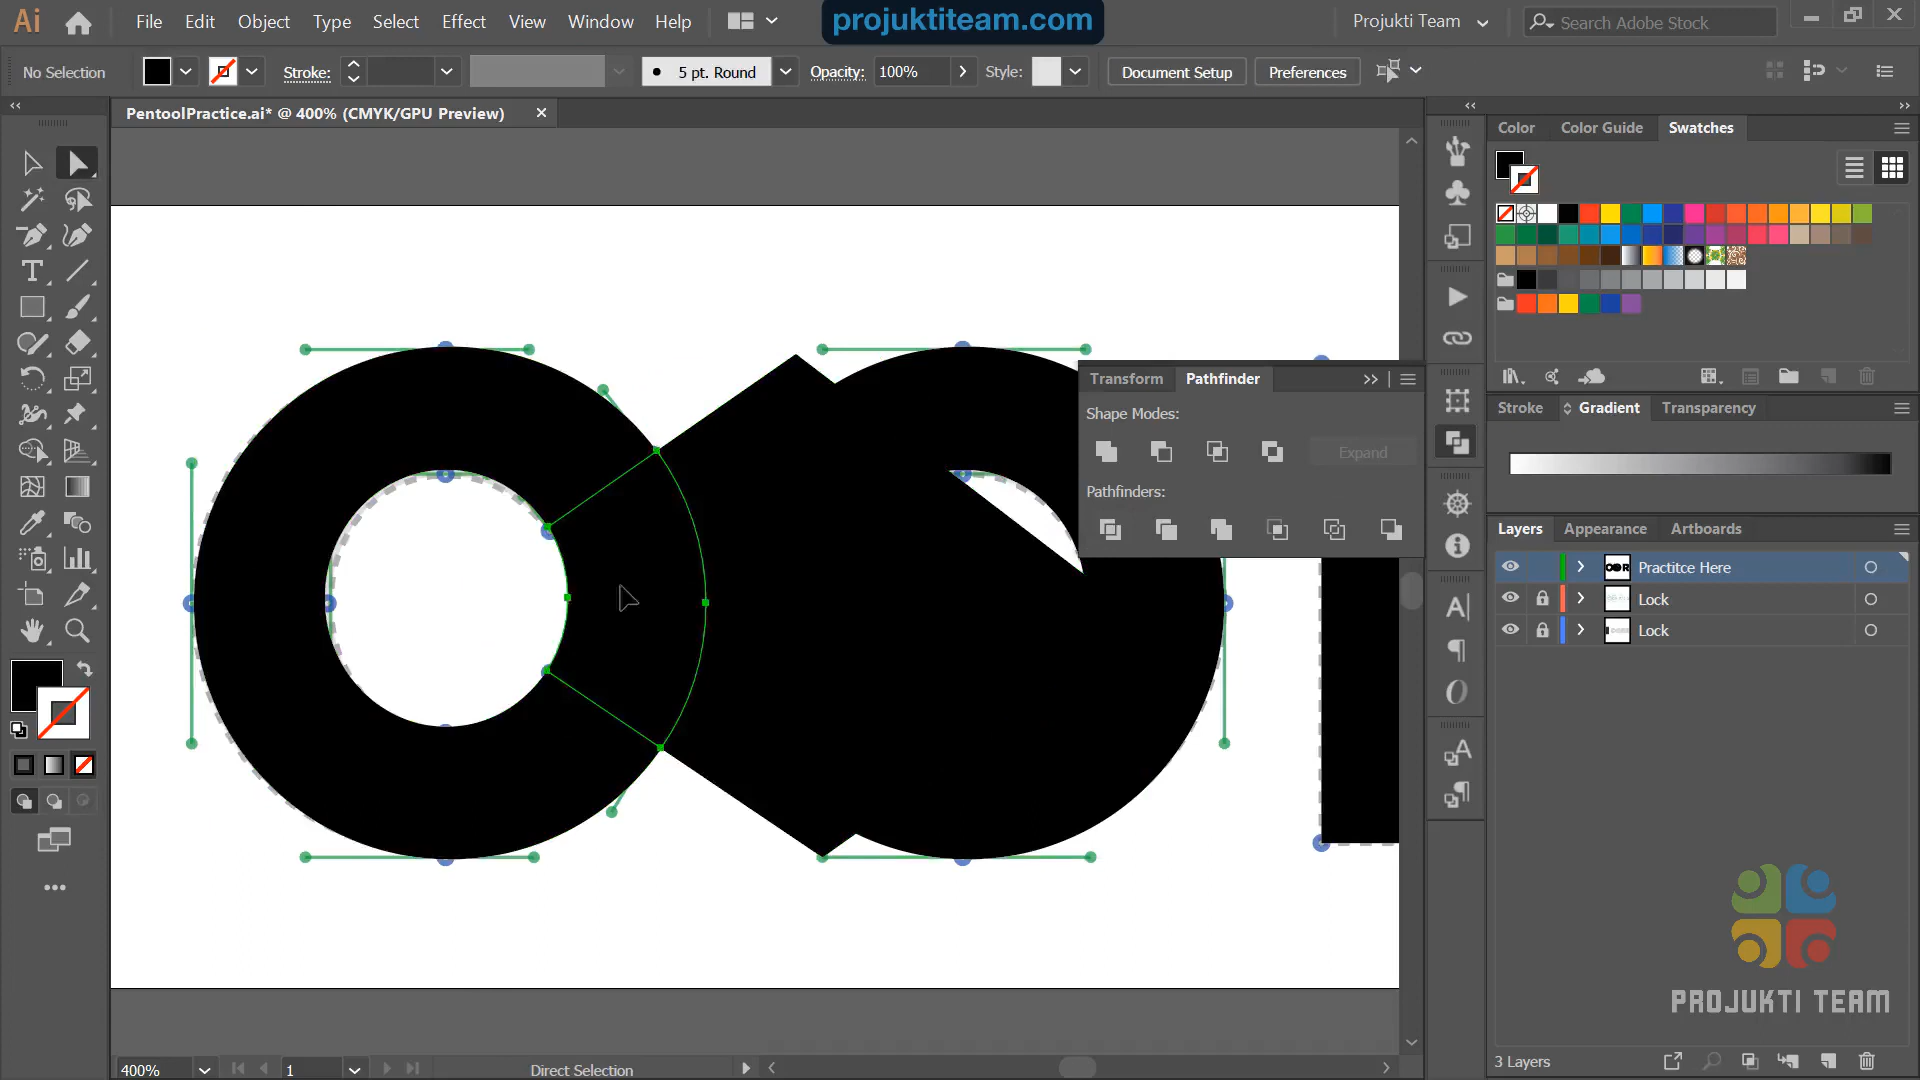 Ai File Edit Object Type Select Effect View Window Help projuktiteam.com Projukti Team Search Adobe Stock
No Selection Stroke: 5 pt. Round Opacity: 100% Style: Document Setup Preferences
PentoolPractice.ai* @ 400% (CMYK/GPU Preview)
Color Color Guide Swatches
Transform Pathfinder
Shape Modes:
Expand
Pathfinders:
Stroke Gradient Transparency
Layers Appearance Artboards
Practitce Here
Lock
Lock
PROJUKTI TEAM
3 Layers
400% 1 Direct Selection